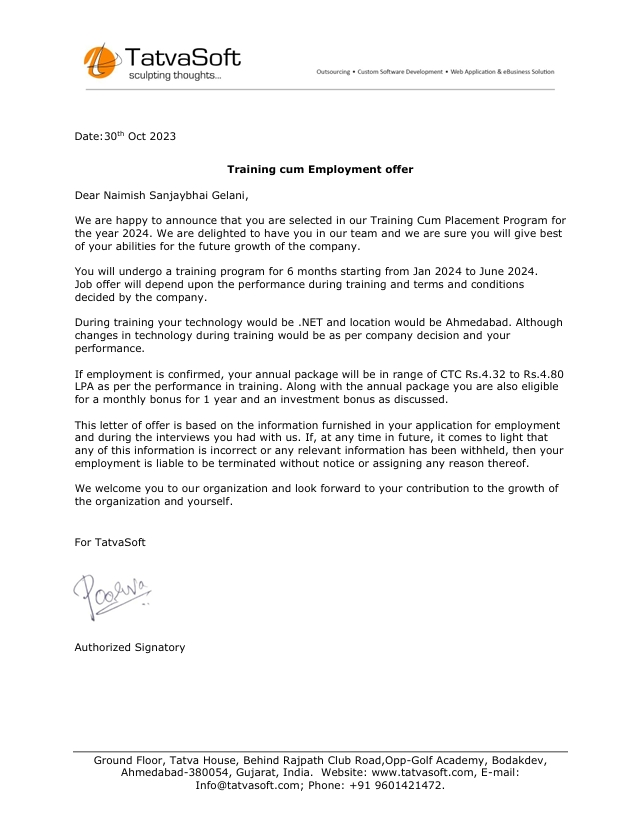 TatvaSoft
sculpting thoughts...
Outsourcing • Custom Software Development • Web Application & eBusiness Solution
Date:30th Oct 2023
Training cum Employment offer
Dear Naimish Sanjaybhai Gelani,
We are happy to announce that you are selected in our Training Cum Placement Program for
the year 2024. We are delighted to have you in our team and we are sure you will give best
of your abilities for the future growth of the company.
You will undergo a training program for 6 months starting from Jan 2024 to June 2024.
Job offer will depend upon the performance during training and terms and conditions
decided by the company.
During training your technology would be .NET and location would be Ahmedabad. Although
changes in technology during training would be as per company decision and your
performance.
If employment is confirmed, your annual package will be in range of CTC Rs.4.32 to Rs.4.80
LPA as per the performance in training. Along with the annual package you are also eligible
for a monthly bonus for 1 year and an investment bonus as discussed.
This letter of offer is based on the information furnished in your application for employment
and during the interviews you had with us. If, at any time in future, it comes to light that
any of this information is incorrect or any relevant information has been withheld, then your
employment is liable to be terminated without notice or assigning any reason thereof.
We welcome you to our organization and look forward to your contribution to the growth of
the organization and yourself.
For TatvaSoft
Authorized Signatory
Ground Floor, Tatva House, Behind Rajpath Club Road,Opp-Golf Academy, Bodakdev,
Ahmedabad-380054, Gujarat, India. Website: www.tatvasoft.com, E-mail:
Info@tatvasoft.com; Phone: +91 9601421472.